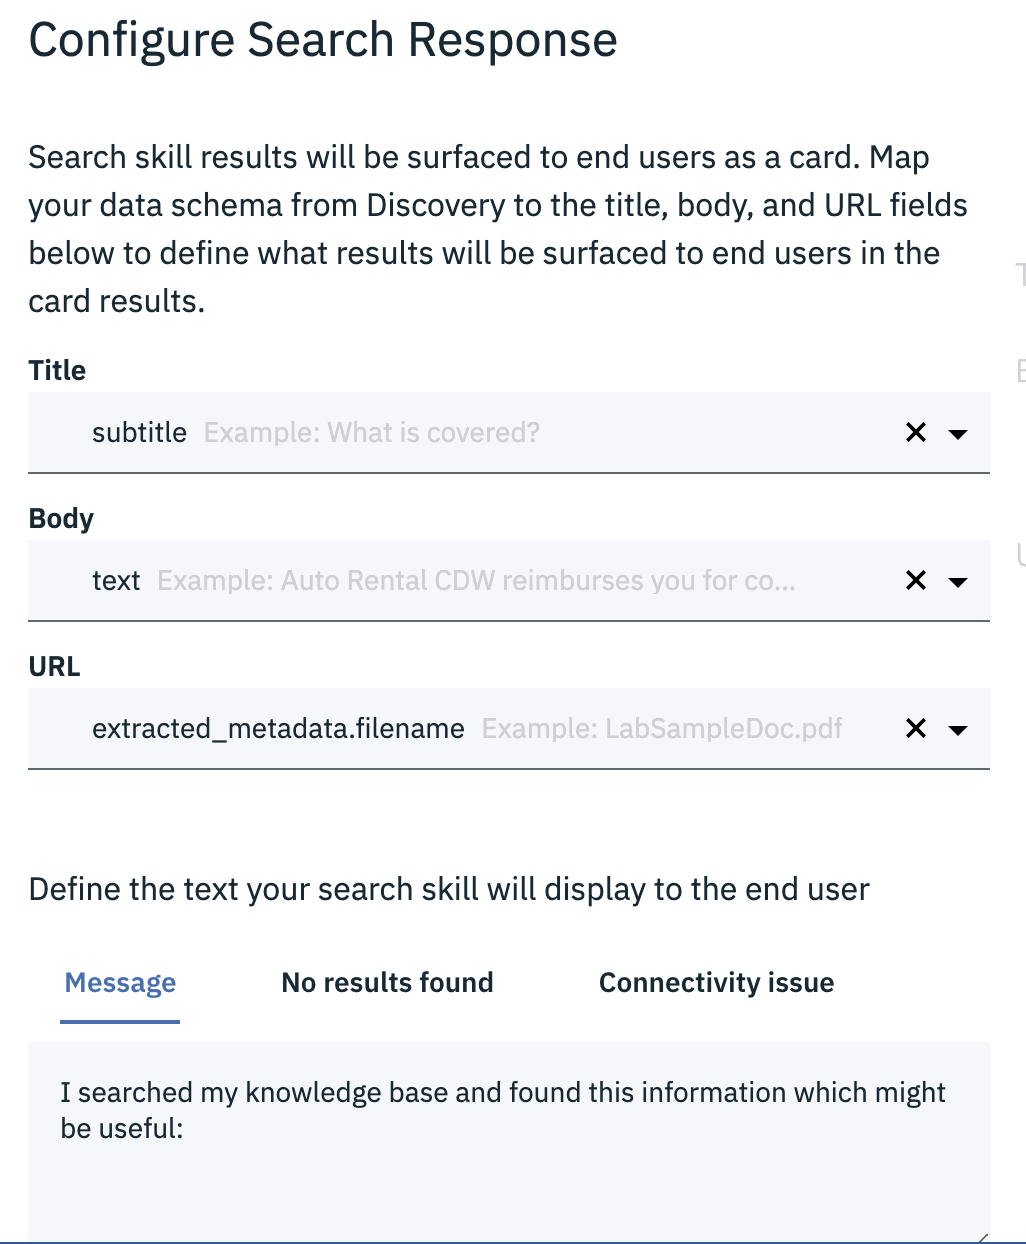 Configure Search Response
Search skill results will be surfaced to end users as a card. Map
your data schema from Discovery to the title, body, and URL fields
below to define what results will be surfaced to end users in the
card results.
Title
subtitle Example: What is covered?
Body
text Example: Auto Rental CDW reimburses you for co...
URL
extracted_metadata.filename Example: LabSampleDoc.pdf
Define the text your search skill will display to the end user
Message No results found Connectivity issue
I searched my knowledge base and found this information which might
be useful: